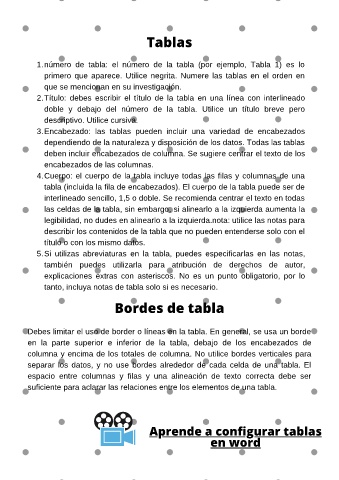 Tablas
1. número de tabla: el número de la tabla (por ejemplo, Tabla 1) es lo
primero que aparece. Utilice negrita. Numere las tablas en el orden en
que se mencionan en su investigación.
2. Título: debes escribir el título de la tabla en una línea con interlineado
doble y debajo del número de la tabla. Utilice un título breve pero
descriptivo. Utilice cursiva.
3. Encabezado: las tablas pueden incluir una variedad de encabezados
dependiendo de la naturaleza y disposición de los datos. Todas las tablas
deben incluir encabezados de columna. Se sugiere centrar el texto de los
encabezados de las columnas.
4. Cuerpo: el cuerpo de la tabla incluye todas las filas y columnas de una
tabla (incluida la fila de encabezados). El cuerpo de la tabla puede ser de
interlineado sencillo, 1,5 o doble. Se recomienda centrar el texto en todas
las celdas de la tabla, sin embargo, si alinearlo a la izquierda aumenta la
legibilidad, no dudes en alinearlo a la izquierda.nota: utilice las notas para
describir los contenidos de la tabla que no pueden entenderse solo con el
título o con los mismo datos.
5. Si utilizas abreviaturas en la tabla, puedes especificarlas en las notas,
también puedes utilizarla para atribución de derechos de autor,
explicaciones extras con asteriscos. No es un punto obligatorio, por lo
tanto, incluya notas de tabla solo si es necesario.
Bordes de tabla
Debes limitar el uso de border o líneas en la tabla. En general, se usa un borde
en la parte superior e inferior de la tabla, debajo de los encabezados de
columna y encima de los totales de columna. No utilice bordes verticales para
separar los datos, y no use bordes alrededor de cada celda de una tabla. El
espacio entre columnas y filas y una alineación de texto correcta debe ser
suficiente para aclarar las relaciones entre los elementos de una tabla.
Aprende a configurar tablas
en word